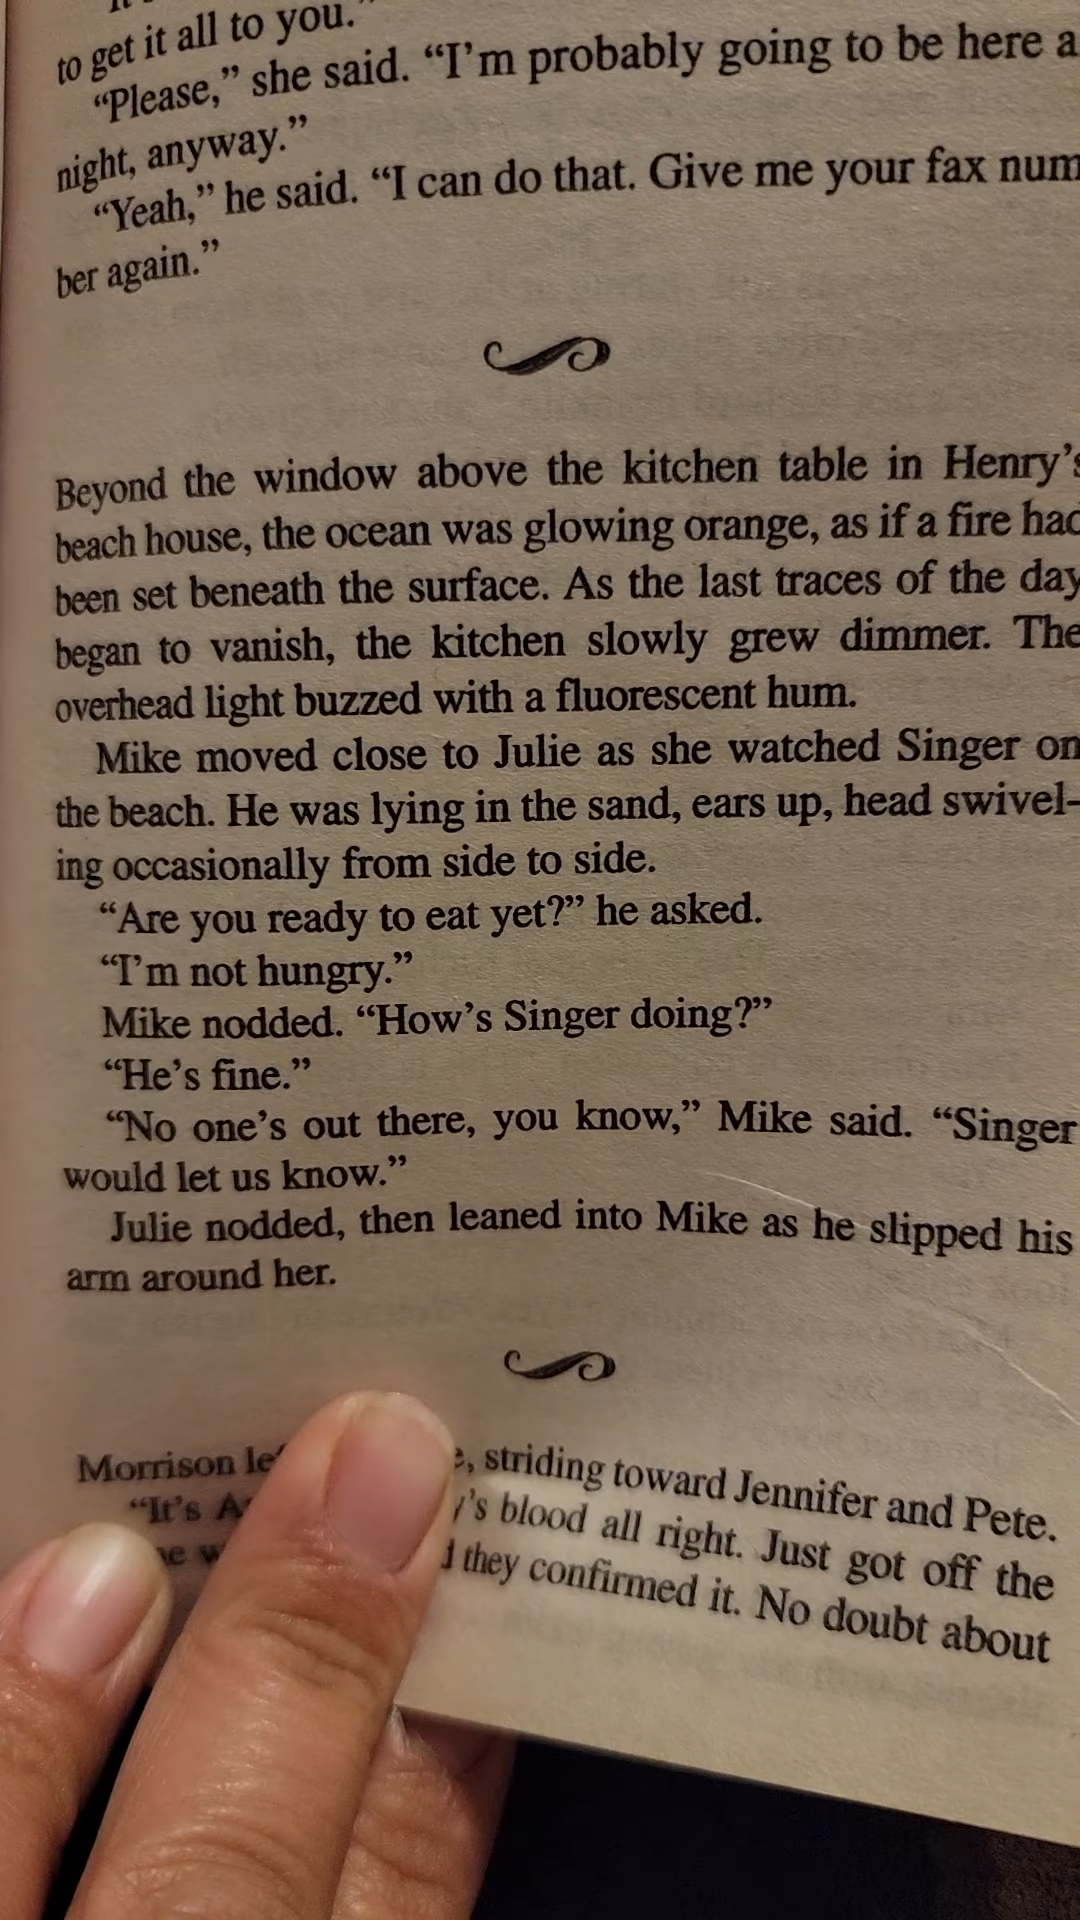 to get it all to you."
“Please,” she said. “I’m probably going to be here a
night, anyway.”
“Yeah,” he said. “I can do that. Give me your fax num
ber again.”
Beyond the window above the kitchen table in Henry’s
beach house, the ocean was glowing orange, as if a fire had
been set beneath the surface. As the last traces of the day
began to vanish, the kitchen slowly grew dimmer. The
overhead light buzzed with a fluorescent hum.
Mike moved close to Julie as she watched Singer on
the beach. He was lying in the sand, ears up, head swivel-
ing occasionally from side to side.
“Are you ready to eat yet?” he asked.
“I’m not hungry.”
Mike nodded. “How’s Singer doing?”
“He’s fine.”
“No one’s out there, you know,” Mike said. “Singer
would let us know.”
Julie nodded, then leaned into Mike as he slipped his
arm around her.
Morrison striding toward Jennifer and Pete.
“It’s blood all right. Just got off the
they confirmed it. No doubt about